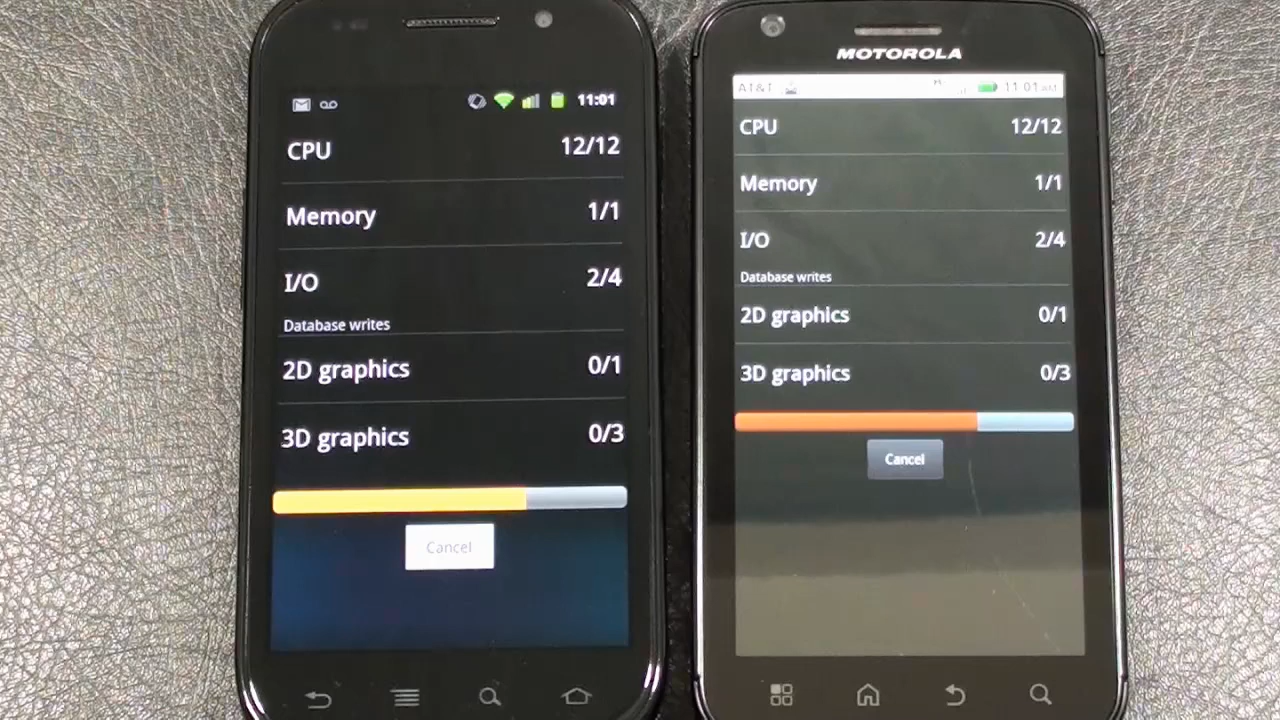 11:01
CPU 12/12
Memory 1/1
I/O 2/4
Database writes
2D graphics 0/1
3D graphics 0/3
Cancel
MOTOROLA
AT&T 11:01 AM
CPU 12/12
Memory 1/1
I/O 2/4
Database writes
2D graphics 0/1
3D graphics 0/3
Cancel